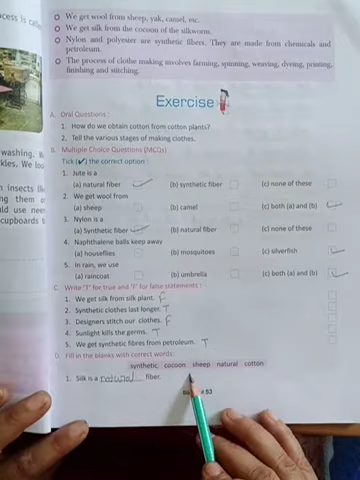 ocess is calle
We get wool from sheep, yak, camel, etc.
We get silk from the cocoon of the silkworm.
Nylon and polyester are synthetic fibers. They are made from chemicals and
petroleum.
The process of clothe making involves farming, spinning, weaving, dyeing, printing,
finishing and stitching.
Exercise
A. Oral Questions :
1. How do we obtain cotton from cotton plants?
2. Tell the various stages of making clothes.
washing.
kles. We
n insects
ng them
uld use
cupboards
B. Multiple Choice Questions (MCQs)
Tick (✓) the correct option :
1. Jute is a
(a) natural fiber ✓ (b) synthetic fiber (c) none of these
2. We get wool from
(a) sheep (b) camel (c) both (a) and (b) ✓
3. Nylon is a
(a) Synthetic fiber ✓ (b) natural fiber (c) none of these
4. Naphthalene balls keep away
(a) houseflies (b) mosquitoes (c) silverfish ✓
5. In rain, we use
(a) raincoat (b) umbrella (c) both (a) and (b) ✓
C. Write 'T' for true and 'F' for false statements :
1. We get silk from silk plant. F
2. Synthetic clothes last longer. T
3. Designers stitch our clothes. F
4. Sunlight kills the germs. T
5. We get synthetic fibres from petroleum. T
D. Fill in the blanks with correct words:
synthetic cocoon sheep natural cotton
1. Silk is a natural fiber.
53